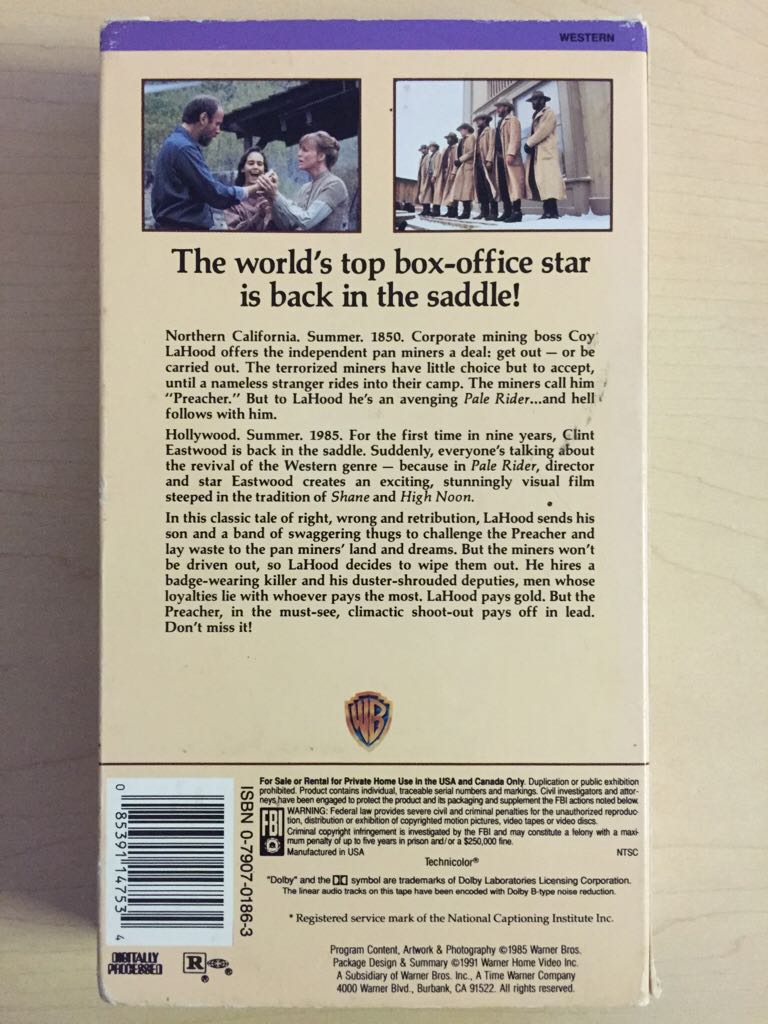 WESTERN
The world's top box-office star
is back in the saddle!
Northern California. Summer. 1850. Corporate mining boss Coy
LaHood offers the independent pan miners a deal: get out — or be
carried out. The terrorized miners have little choice but to accept,
until a nameless stranger rides into their camp. The miners call him
"Preacher." But to LaHood he's an avenging Pale Rider...and hell
follows with him.
Hollywood. Summer. 1985. For the first time in nine years, Clint
Eastwood is back in the saddle. Suddenly, everyone's talking about
the revival of the Western genre — because in Pale Rider, director
and star Eastwood creates an exciting, stunningly visual film
steeped in the tradition of Shane and High Noon.
In this classic tale of right, wrong and retribution, LaHood sends his
son and a band of swaggering thugs to challenge the Preacher and
lay waste to the pan miners' land and dreams. But the miners won't
be driven out, so LaHood decides to wipe them out. He hires a
badge-wearing killer and his duster-shrouded deputies, men whose
loyalties lie with whoever pays the most. LaHood pays gold. But the
Preacher, in the must-see, climactic shoot-out pays off in lead.
Don't miss it!
WB
For Sale or Rental for Private Home Use in the USA and Canada Only. Duplication or public exhibition
prohibited. Product contains individual, traceable serial numbers and markings. Civil investigators and attor-
neys have been engaged to protect the product and its packaging and supplement the FBI actions noted below.
FBI
WARNING: Federal law provides severe civil and criminal penalties for the unauthorized reproduc-
tion, distribution or exhibition of copyrighted motion pictures, video tapes or video discs.
Criminal copyright infringement is investigated by the FBI and may constitute a felony with a maxi-
mum penalty of up to five years in prison and/or a $250,000 fine.
Manufactured in USA NTSC
Technicolor®
"Dolby" and the symbol are trademarks of Dolby Laboratories Licensing Corporation.
The linear audio tracks on this tape have been encoded with Dolby B-type noise reduction.
* Registered service mark of the National Captioning Institute Inc.
Program Content, Artwork & Photography ©1985 Warner Bros.
Package Design & Summary ©1991 Warner Home Video Inc.
A Subsidiary of Warner Bros. Inc., A Time Warner Company
4000 Warner Blvd., Burbank, CA 91522. All rights reserved.
0 85391 14753 4
ISBN 0-7907-0186-3
DIGITALLY
PROCESSED
R ®